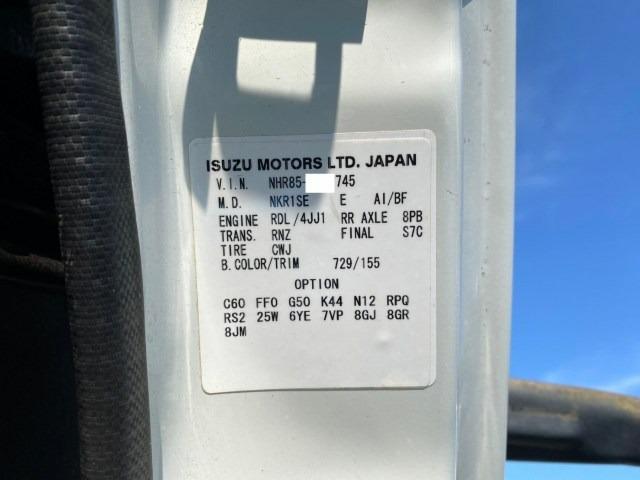 ISUZU MOTORS LTD. JAPAN
V.I.N. NHR85- 745
M.D. NKR1SE E AI/BF
ENGINE RDL/4JJ1 RR AXLE 8PB
TRANS. RNZ FINAL S7C
TIRE CWJ
B.COLOR/TRIM 729/155
OPTION
C60 FF0 G50 K44 N12 RPQ
RS2 25W 6YE 7VP 8GJ 8GR
8JM